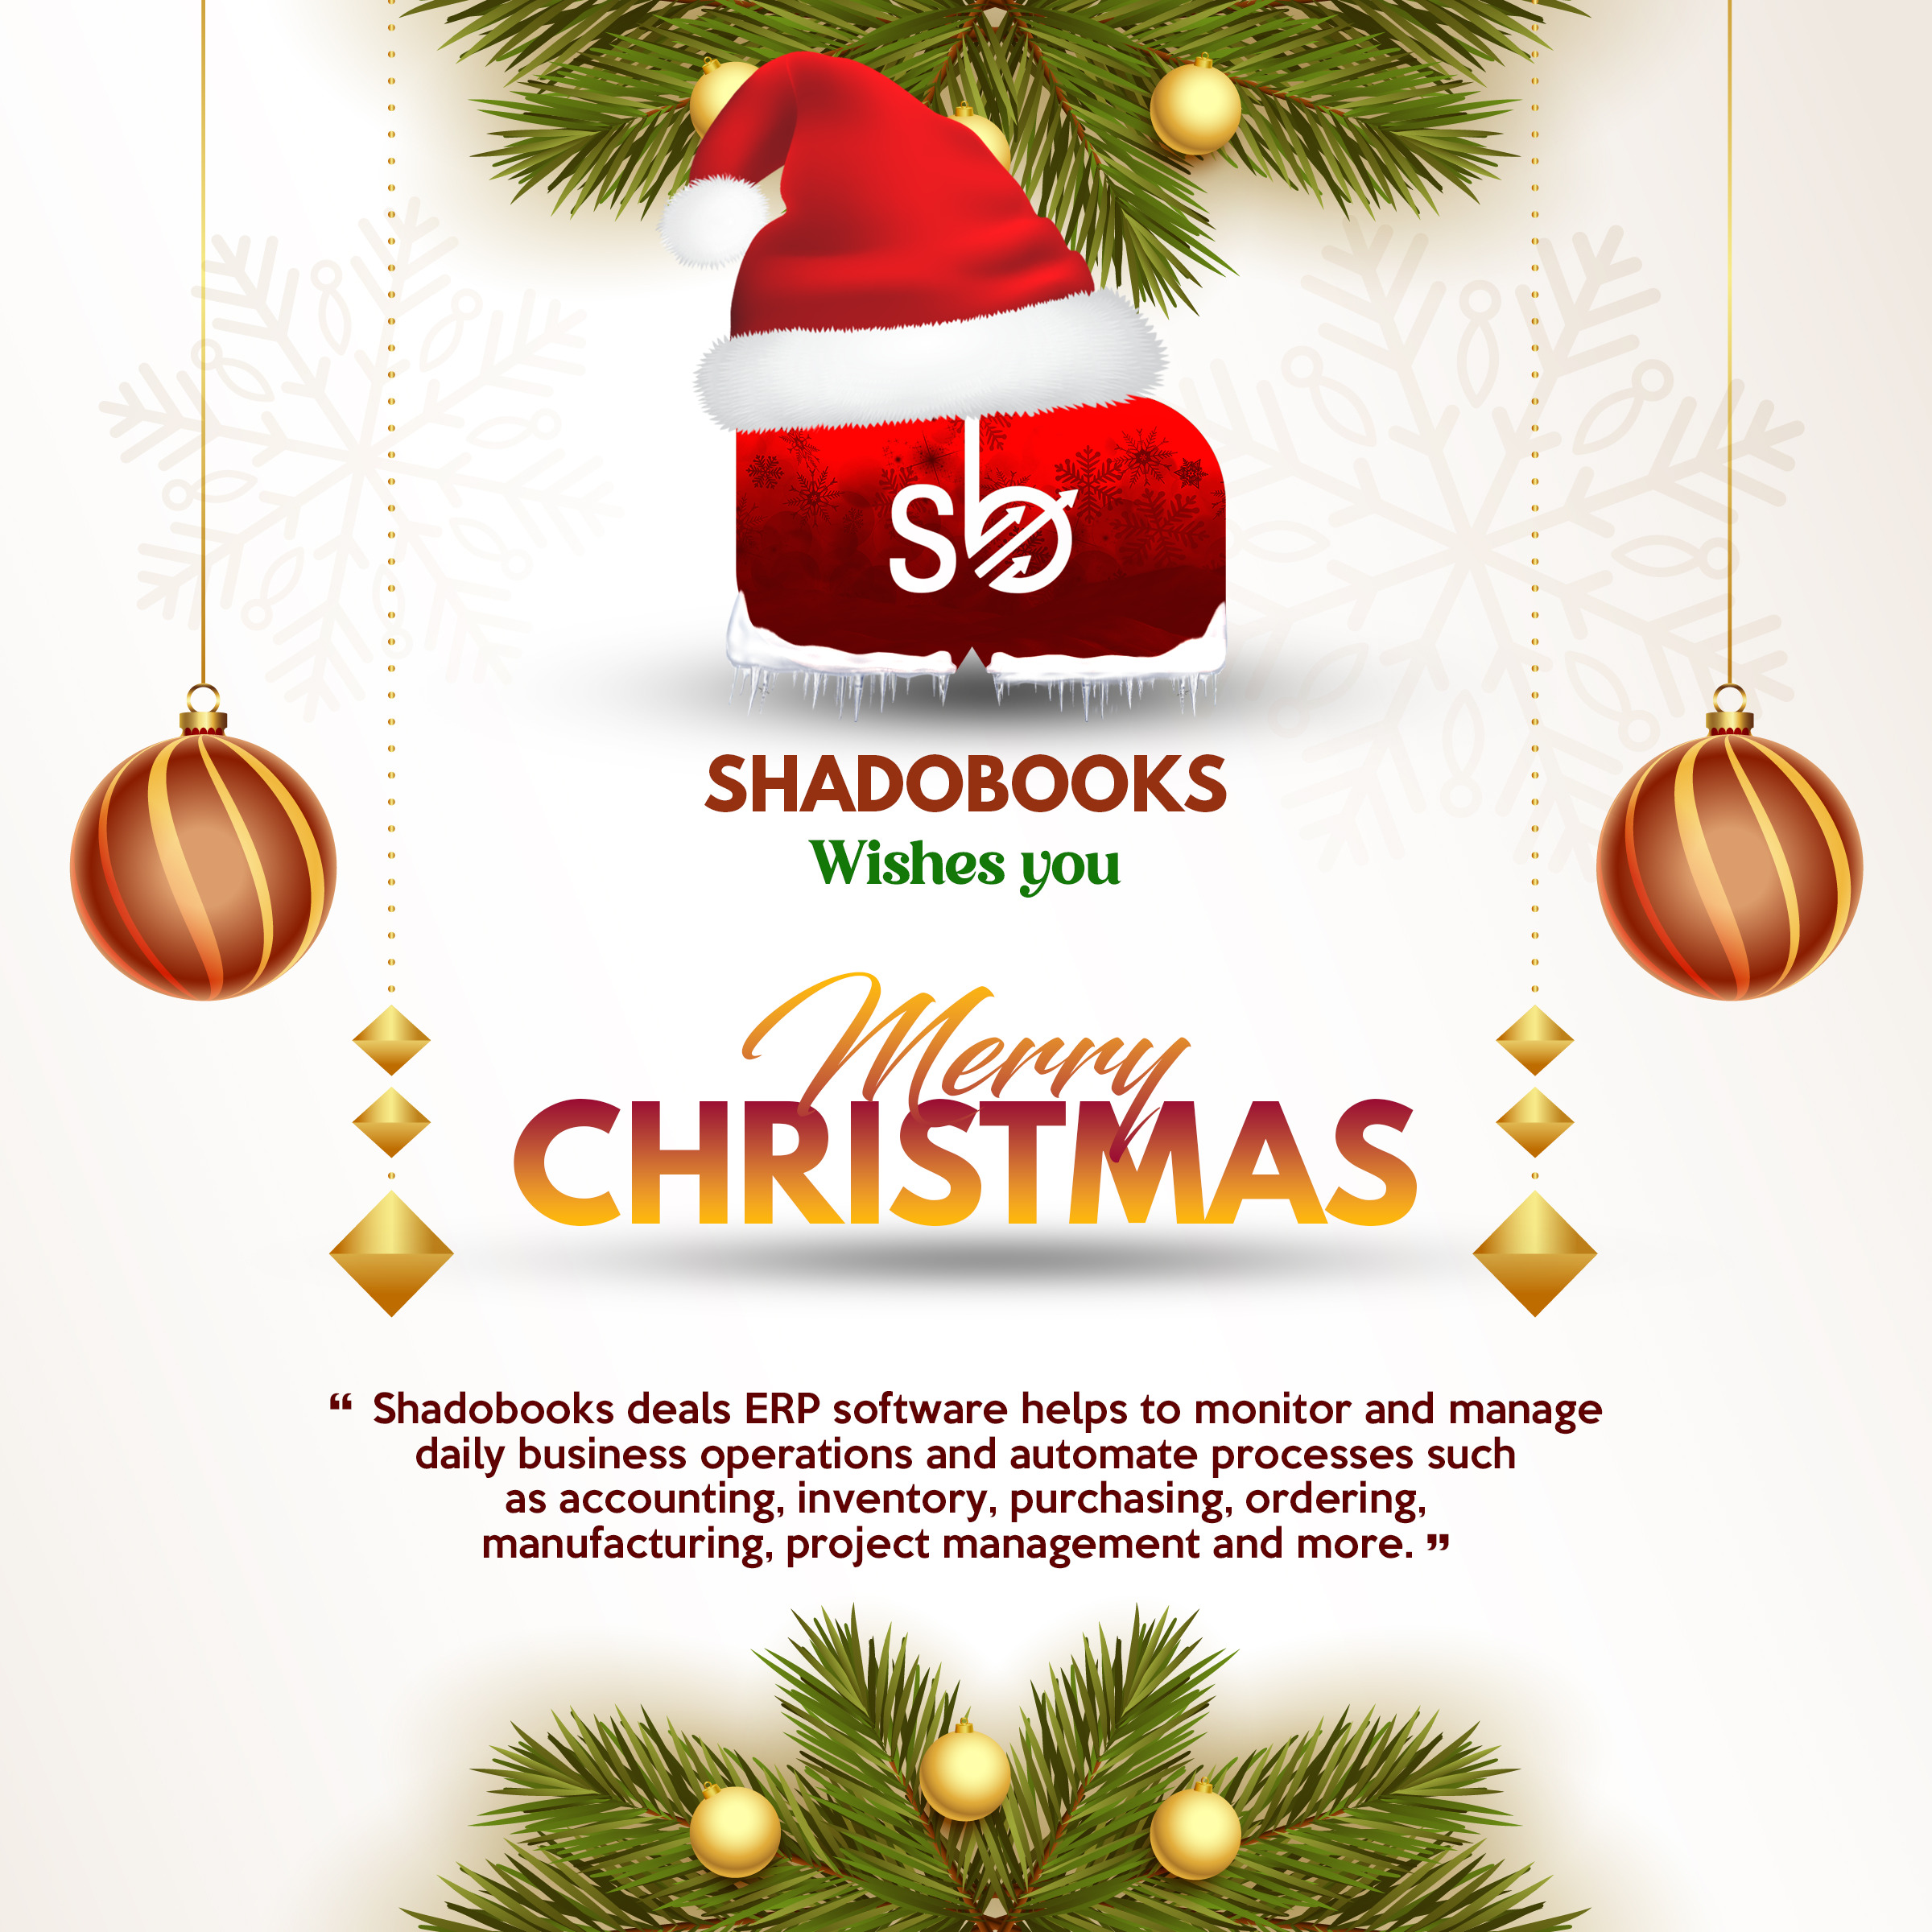 sb
SHADOBOOKS
Wishes you
Merry
CHRISTMAS
“ Shadobooks deals ERP software helps to monitor and manage
daily business operations and automate processes such
as accounting, inventory, purchasing, ordering,
manufacturing, project management and more. ”